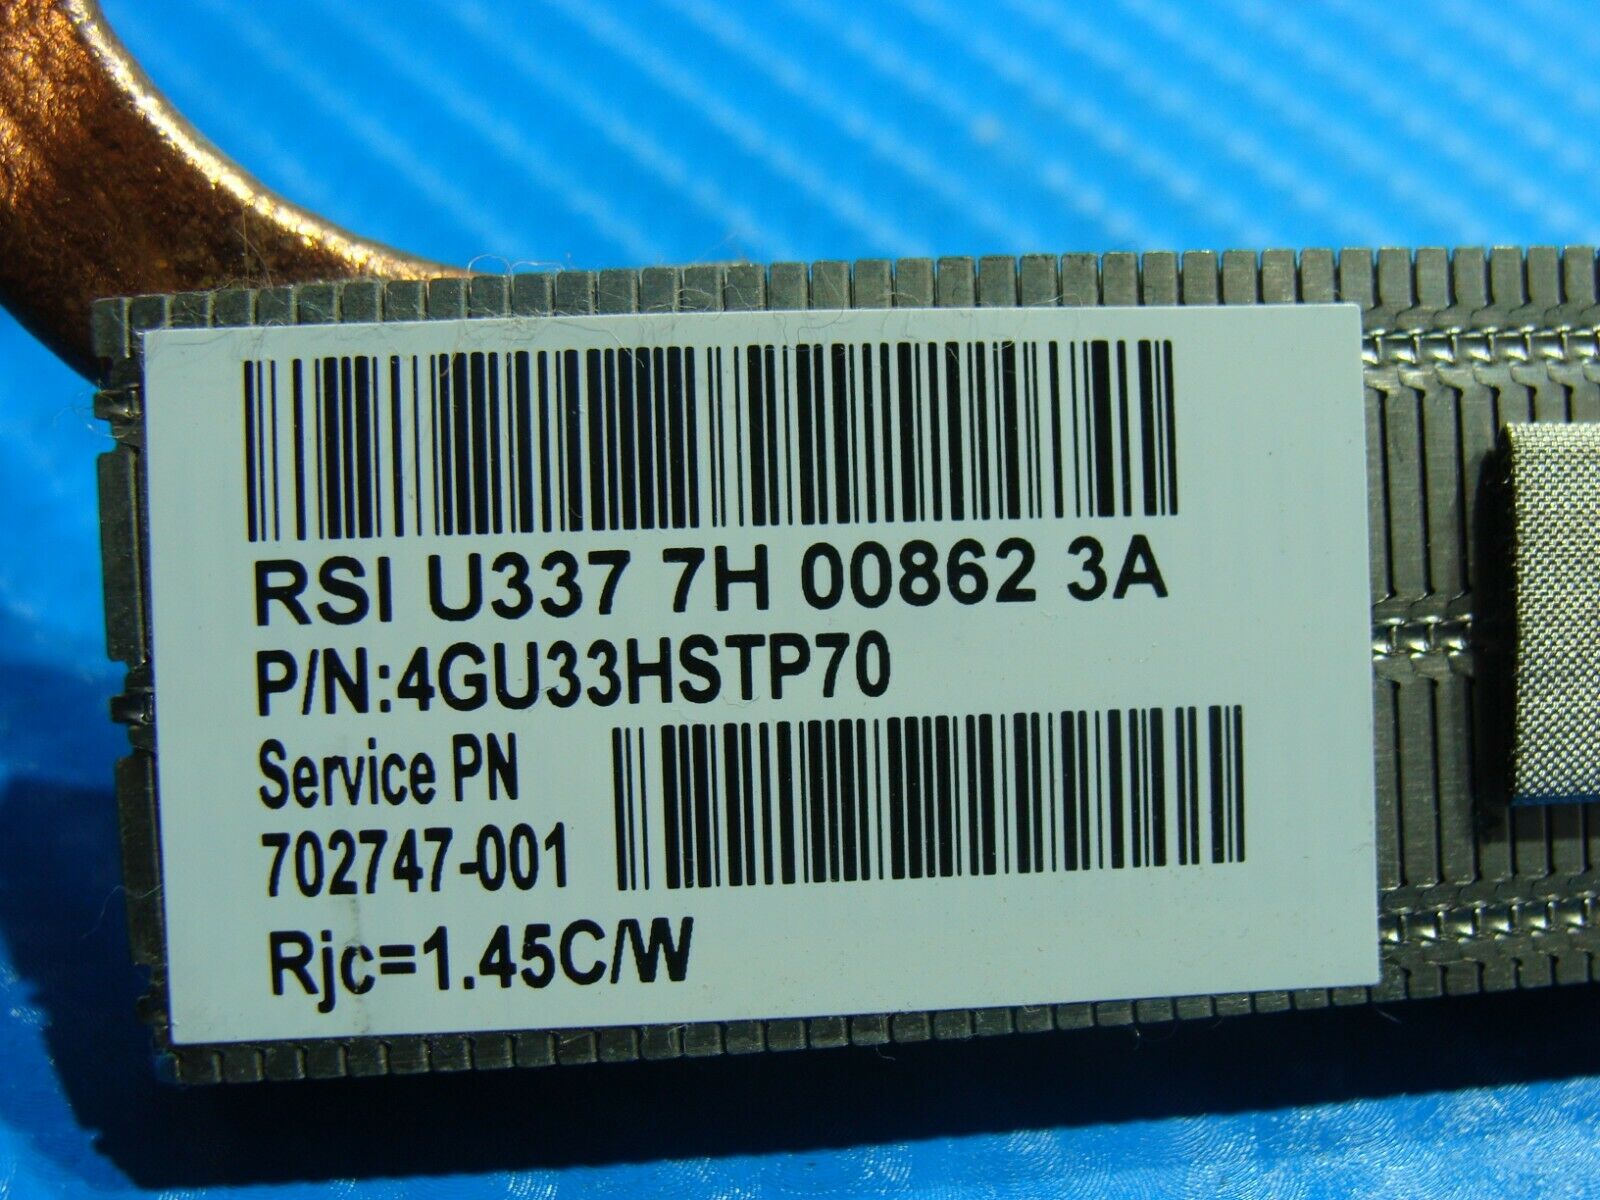 RSI U337 7H 00862 3A
P/N:4GU33HSTP70
Service PN
702747-001
Rjc=1.45C/W